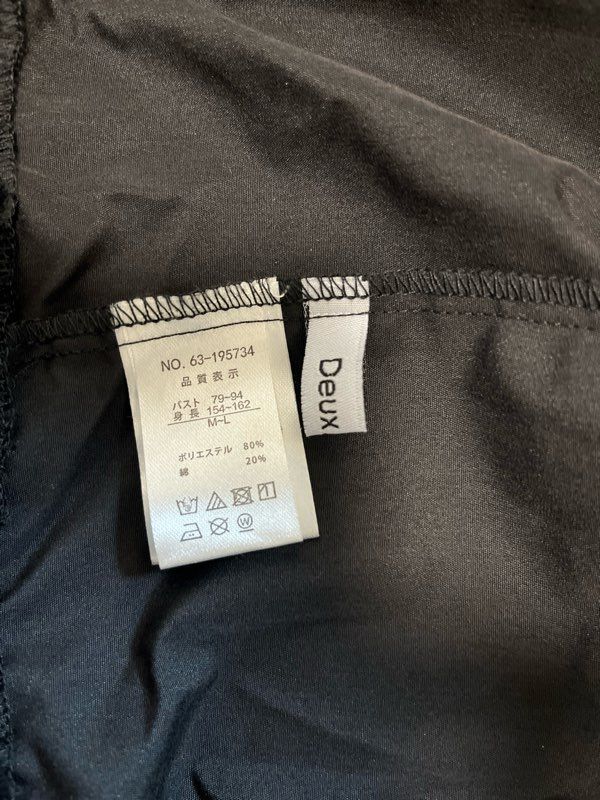 NO. 63-195734
品質表示
バスト 79~94
身長 154~162
M~L
ポリエステル 80%
綿 20%
W
Deux